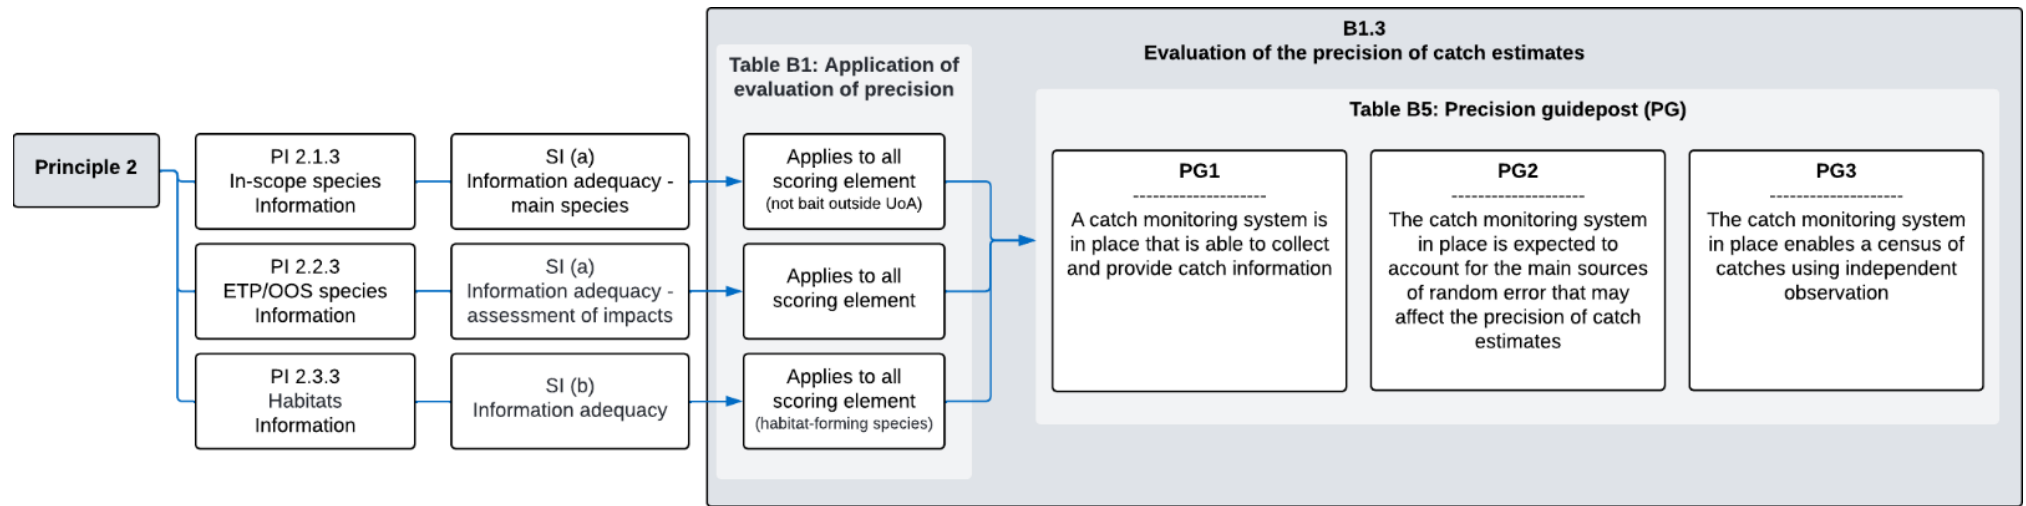 B1.3
Evaluation of the precision of catch estimates
Table B1: Application of
evaluation of precision
Table B5: Precision guidepost (PG)
Principle 2
PI 2.1.3
In-scope species
Information
SI (a)
Information adequacy -
main species
Applies to all
scoring element
(not bait outside UoA)
PI 2.2.3
ETP/OOS species
Information
SI (a)
Information adequacy -
assessment of impacts
Applies to all
scoring element
PI 2.3.3
Habitats
Information
SI (b)
Information adequacy
Applies to all
scoring element
(habitat-forming species)
PG1
--------------------
A catch monitoring system is
in place that is able to collect
and provide catch information
PG2
--------------------
The catch monitoring system
in place is expected to
account for the main sources
of random error that may
affect the precision of catch
estimates
PG3
--------------------
The catch monitoring system
in place enables a census of
catches using independent
observation